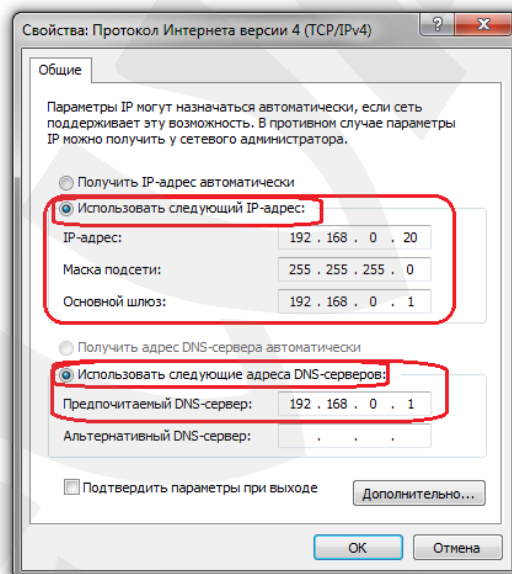 Свойства: Протокол Интернета версии 4 (TCP/IPv4)
Общие
Параметры IP могут назначаться автоматически, если сеть
поддерживает эту возможность. В противном случае параметры
IP можно получить у сетевого администратора.
Получить IP-адрес автоматически
Использовать следующий IP-адрес:
IP-адрес: 192 . 168 . 0 . 20
Маска подсети: 255 . 255 . 255 . 0
Основной шлюз: 192 . 168 . 0 . 1
Получить адрес DNS-сервера автоматически
Использовать следующие адреса DNS-серверов:
Предпочитаемый DNS-сервер: 192 . 168 . 0 . 1
Альтернативный DNS-сервер: . . .
Подтвердить параметры при выходе
Дополнительно...
ОК Отмена